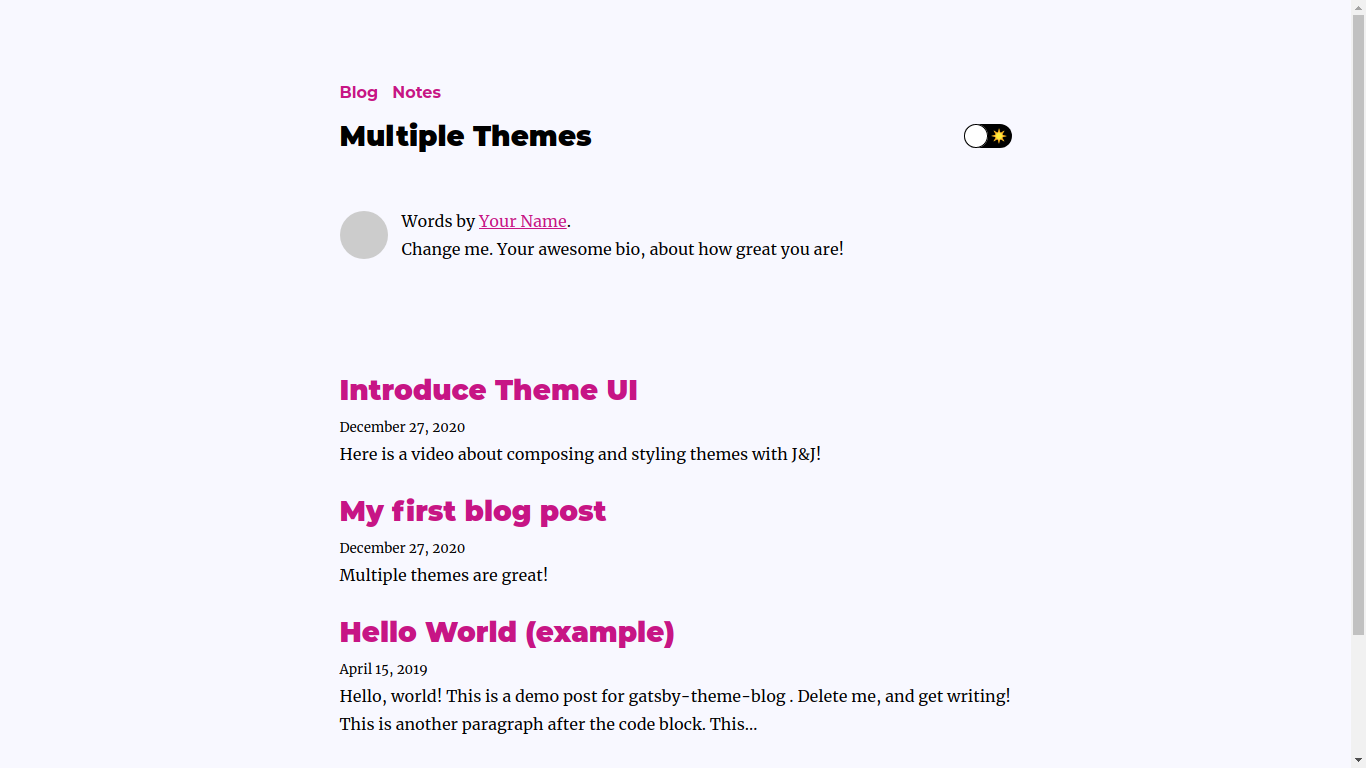 Blog Notes
Multiple Themes
Words by Your Name.
Change me. Your awesome bio, about how great you are!
Introduce Theme UI
December 27, 2020
Here is a video about composing and styling themes with J&J!
My first blog post
December 27, 2020
Multiple themes are great!
Hello World (example)
April 15, 2019
Hello, world! This is a demo post for gatsby-theme-blog . Delete me, and get writing!
This is another paragraph after the code block. This…